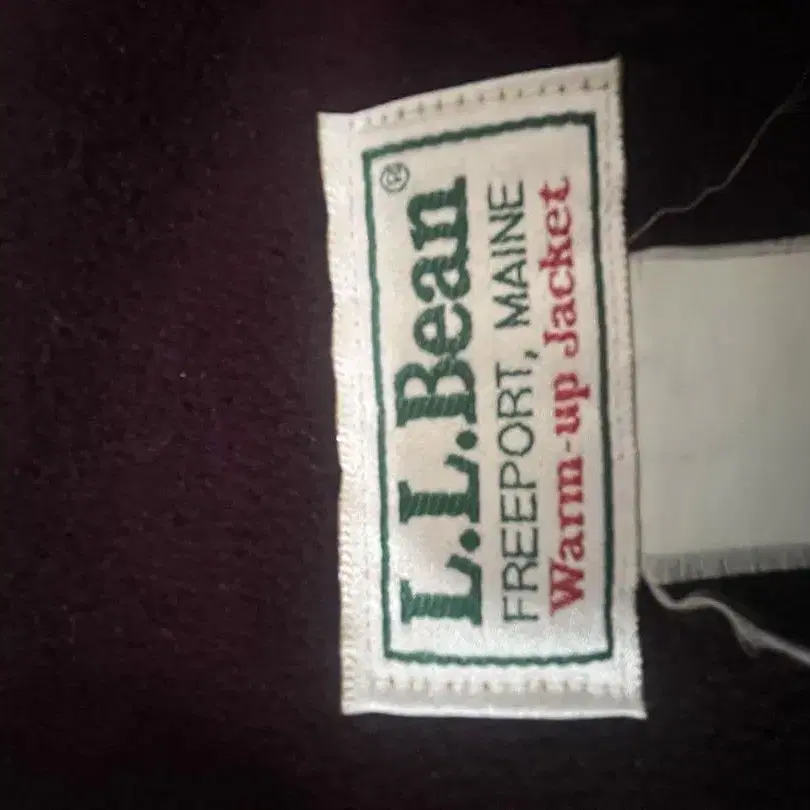 L.L.Bean®
FREEPORT, MAINE
Warm-up Jacket